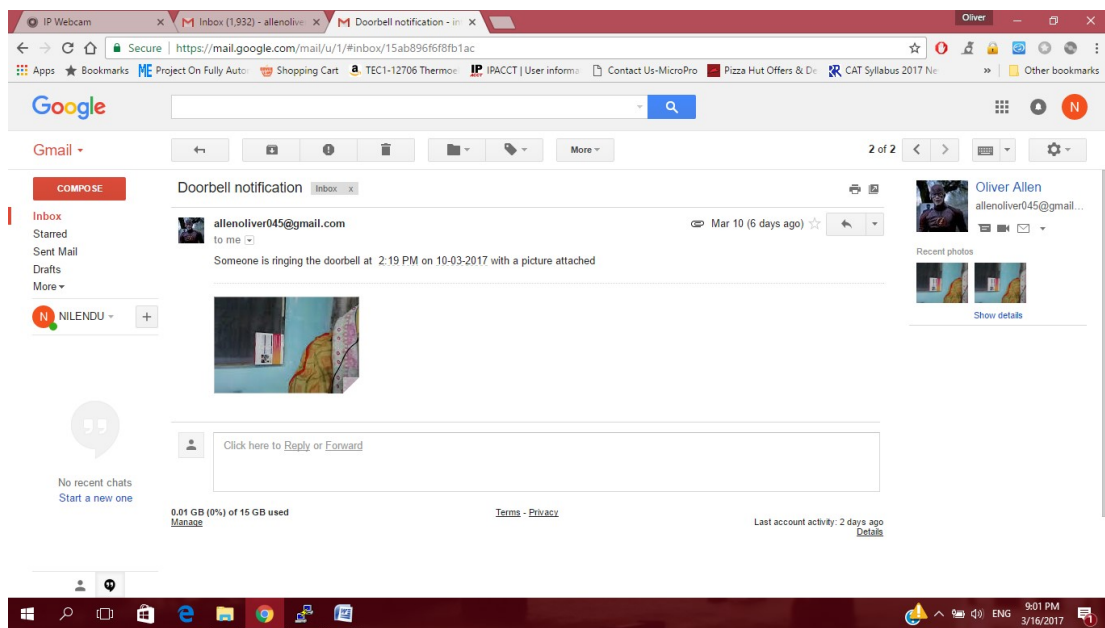 IP Webcam
Inbox (1,932) - allenolive
Doorbell notification - in
Oliver
Secure https://mail.google.com/mail/u/1/#inbox/15ab896f6f8fb1ac
Apps Bookmarks ME Project On Fully Auto Shopping Cart TEC1-12706 Thermoe IPACCT | User informa Contact Us-MicroPro Pizza Hut Offers & De CAT Syllabus 2017 Ne » Other bookmarks
Google
N
Gmail
More
2 of 2
COMPOSE
Inbox
Starred
Sent Mail
Drafts
More
N NILENDU
+
No recent chats
Start a new one
Doorbell notification Inbox x
allenoliver045@gmail.com
Mar 10 (6 days ago)
to me
Someone is ringing the doorbell at 2:19 PM on 10-03-2017 with a picture attached
Click here to Reply or Forward
0.01 GB (0%) of 15 GB used
Manage
Terms - Privacy
Last account activity: 2 days ago
Details
Oliver Allen
allenoliver045@gmail...
Recent photos
Show details
ENG
9:01 PM
3/16/2017